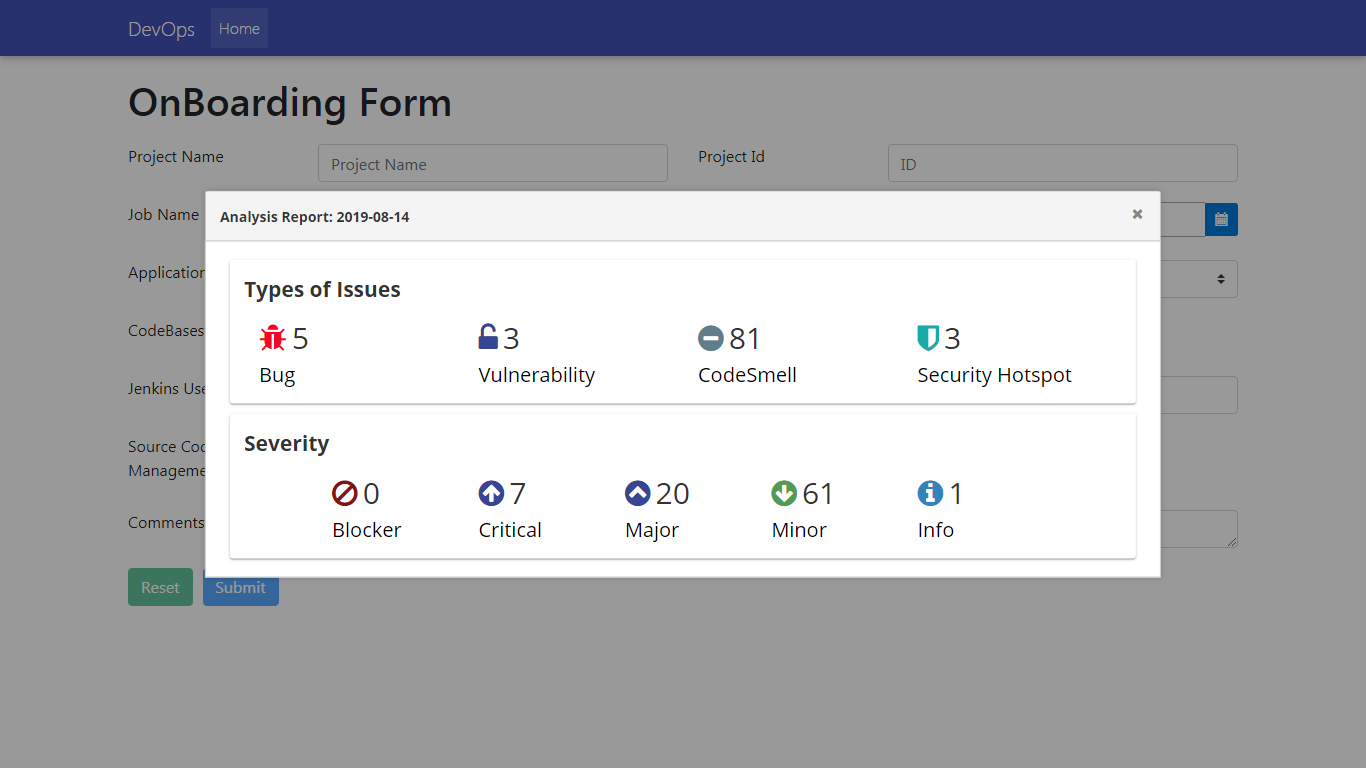 DevOps Home
OnBoarding Form
Project Name Project Name Project Id ID
Job Name
Analysis Report: 2019-08-14 ×
Application
Types of Issues
5 3 81 3
Bug Vulnerability CodeSmell Security Hotspot
CodeBases
Jenkins Use
Severity
Source Cod
Manageme
0 7 20 61 1
Blocker Critical Major Minor Info
Comments
Reset Submit